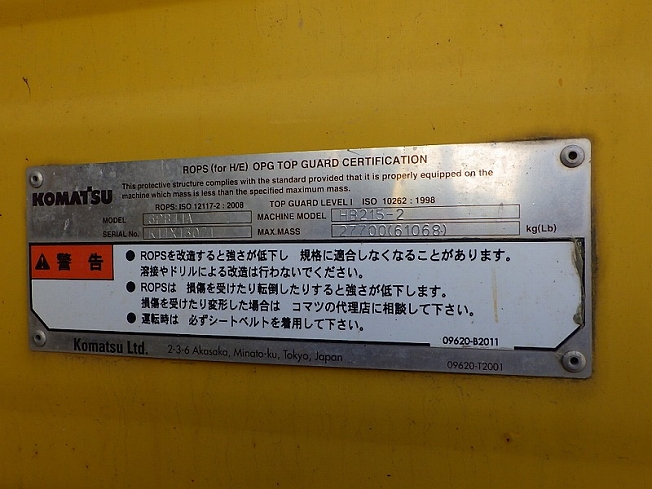 ROPS (for H/E) OPG TOP GUARD CERTIFICATION
KOMATSU
This protective structure complies with the standard provided that it is properly equipped on the
machine which mass is less than the specified maximum mass.
ROPS: ISO 12117-2 : 2008 TOP GUARD LEVEL I ISO 10262 : 1998
MODEL MACHINE MODEL HB215-2
SERIAL No. MAX.MASS 27700(61068) kg(Lb)
警告
● ROPSを改造すると強さが低下し 規格に適合しなくなることがあります。
溶接やドリルによる改造は行わないでください。
● ROPSは 損傷を受けたり転倒したりすると強さが低下します。
損傷を受けたり変形した場合は コマツの代理店に相談して下さい。
● 運転時は 必ずシートベルトを着用して下さい。
09620-B2011
Komatsu Ltd. 2-3-6 Akasaka, Minato-ku, Tokyo, Japan
09620-T2001